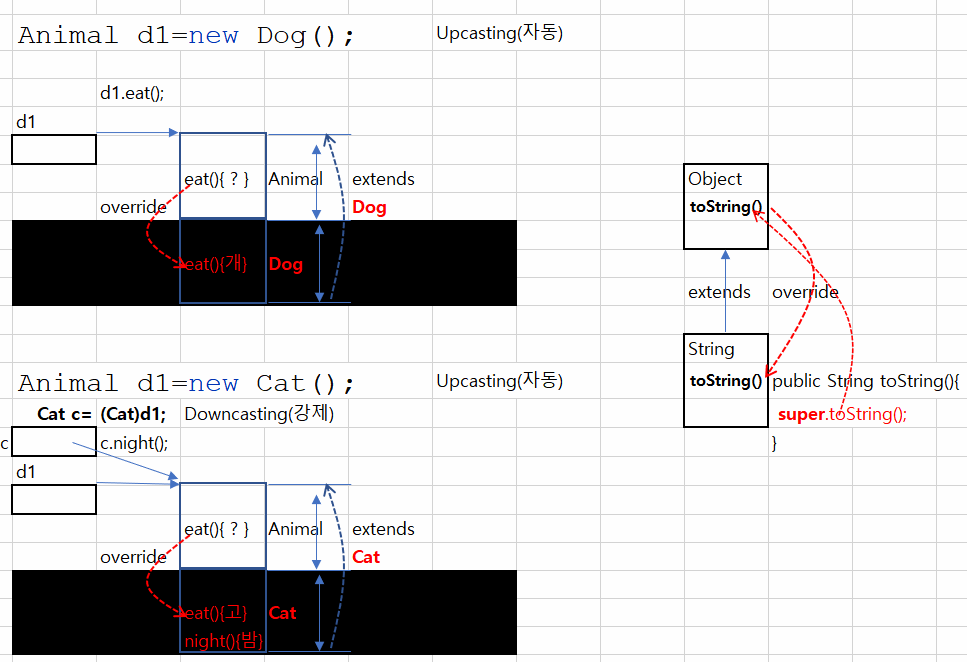 Animal d1=new Dog();
Upcasting(자동)
d1.eat();
d1
eat(){ ? }
Animal
extends
override
Dog
eat(){개}
Dog
Animal d1=new Cat();
Upcasting(자동)
Cat c= (Cat)d1;
Downcasting(강제)
c
c.night();
d1
eat(){ ? }
Animal
extends
override
Cat
eat(){고}
Cat
night(){밤}
Object
toString()
extends
override
String
toString()
public String toString(){
super.toString();
}